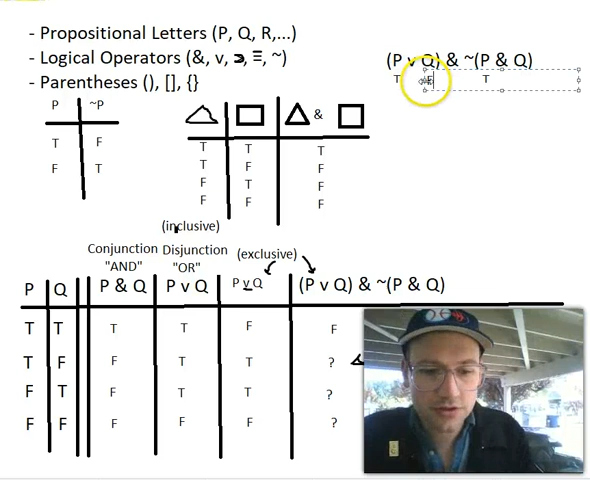 - Propositional Letters (P, Q, R,...)
- Logical Operators (&, v, ⊃, ≡, ~)
- Parentheses (), [], {}
(P v Q) & ~(P & Q)
T F T
P ~P
T F
F T
&
T T T
T F F
F T F
F F F
(inclusive)
Conjunction Disjunction (exclusive)
"AND" "OR"
P Q P & Q P v Q P v Q (P v Q) & ~(P & Q)
T T T T F F
T F F T T ?
F T F T T ?
F F F F F ?